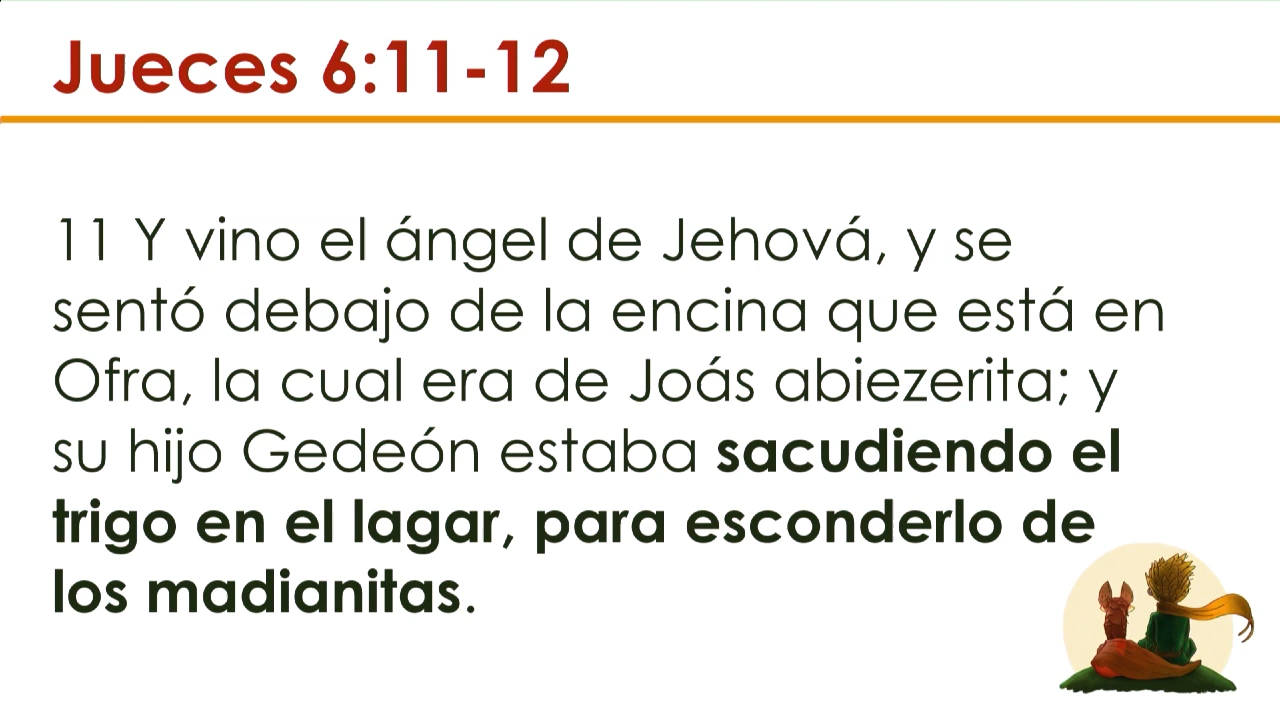 Jueces 6:11-12
11 Y vino el ángel de Jehová, y se
sentó debajo de la encina que está en
Ofra, la cual era de Joás abiezerita; y
su hijo Gedeón estaba sacudiendo el
trigo en el lagar, para esconderlo de
los madianitas.